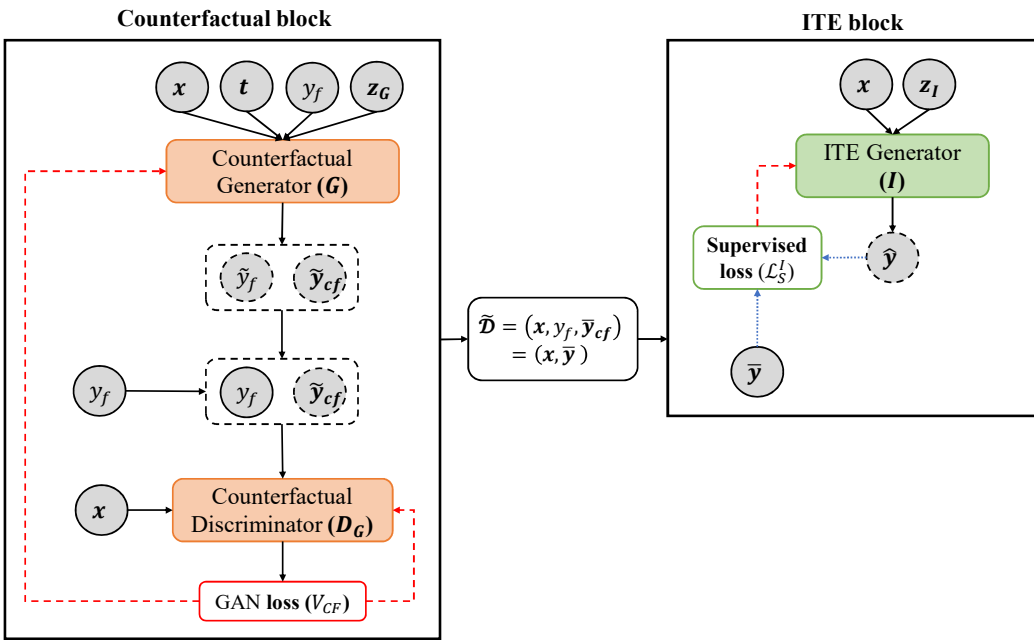 Counterfactual block
x t y_f z_G
Counterfactual
Generator (G)
ỹ_f ỹ_cf
y_f
y_f ỹ_cf
x
Counterfactual
Discriminator (D_G)
GAN loss (V_CF)
𝒟̃ = (x, y_f, ȳ_cf)
= (x, ȳ )
ITE block
x z_I
ITE Generator
(I)
Supervised
loss (ℒ_S^I)
ŷ
ȳ